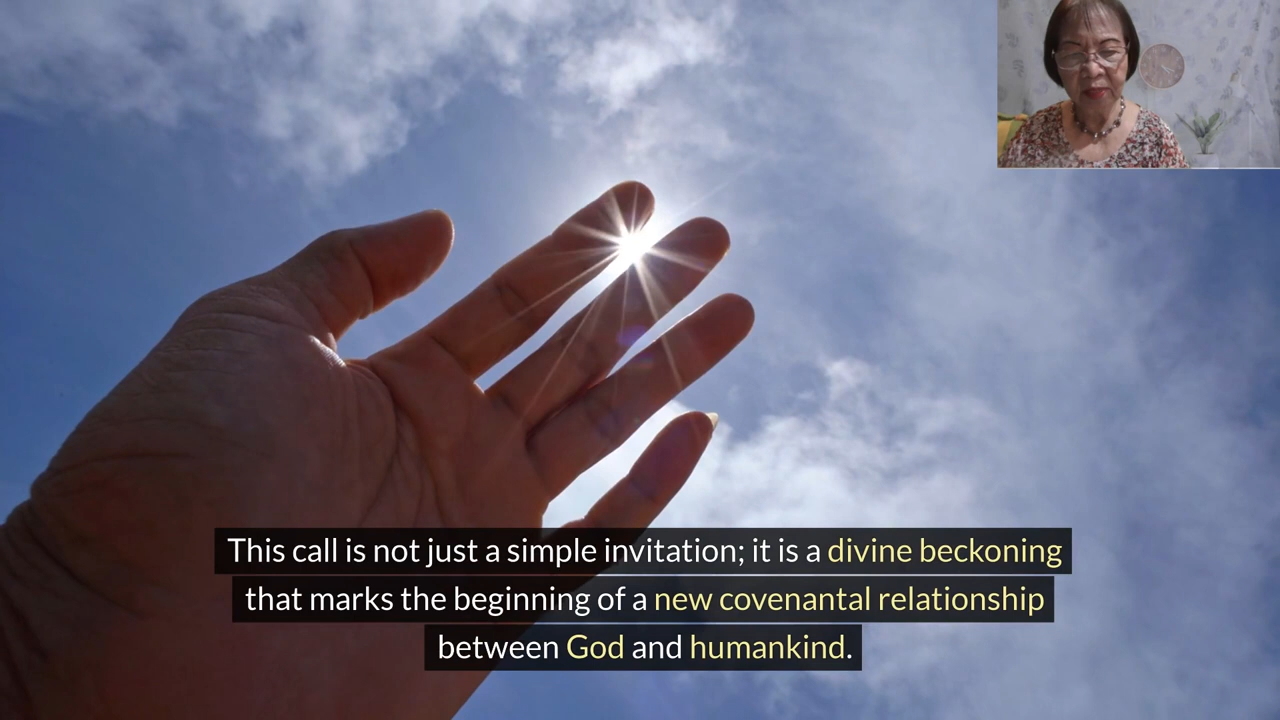 This call is not just a simple invitation; it is a divine beckoning
that marks the beginning of a new covenantal relationship
between God and humankind.